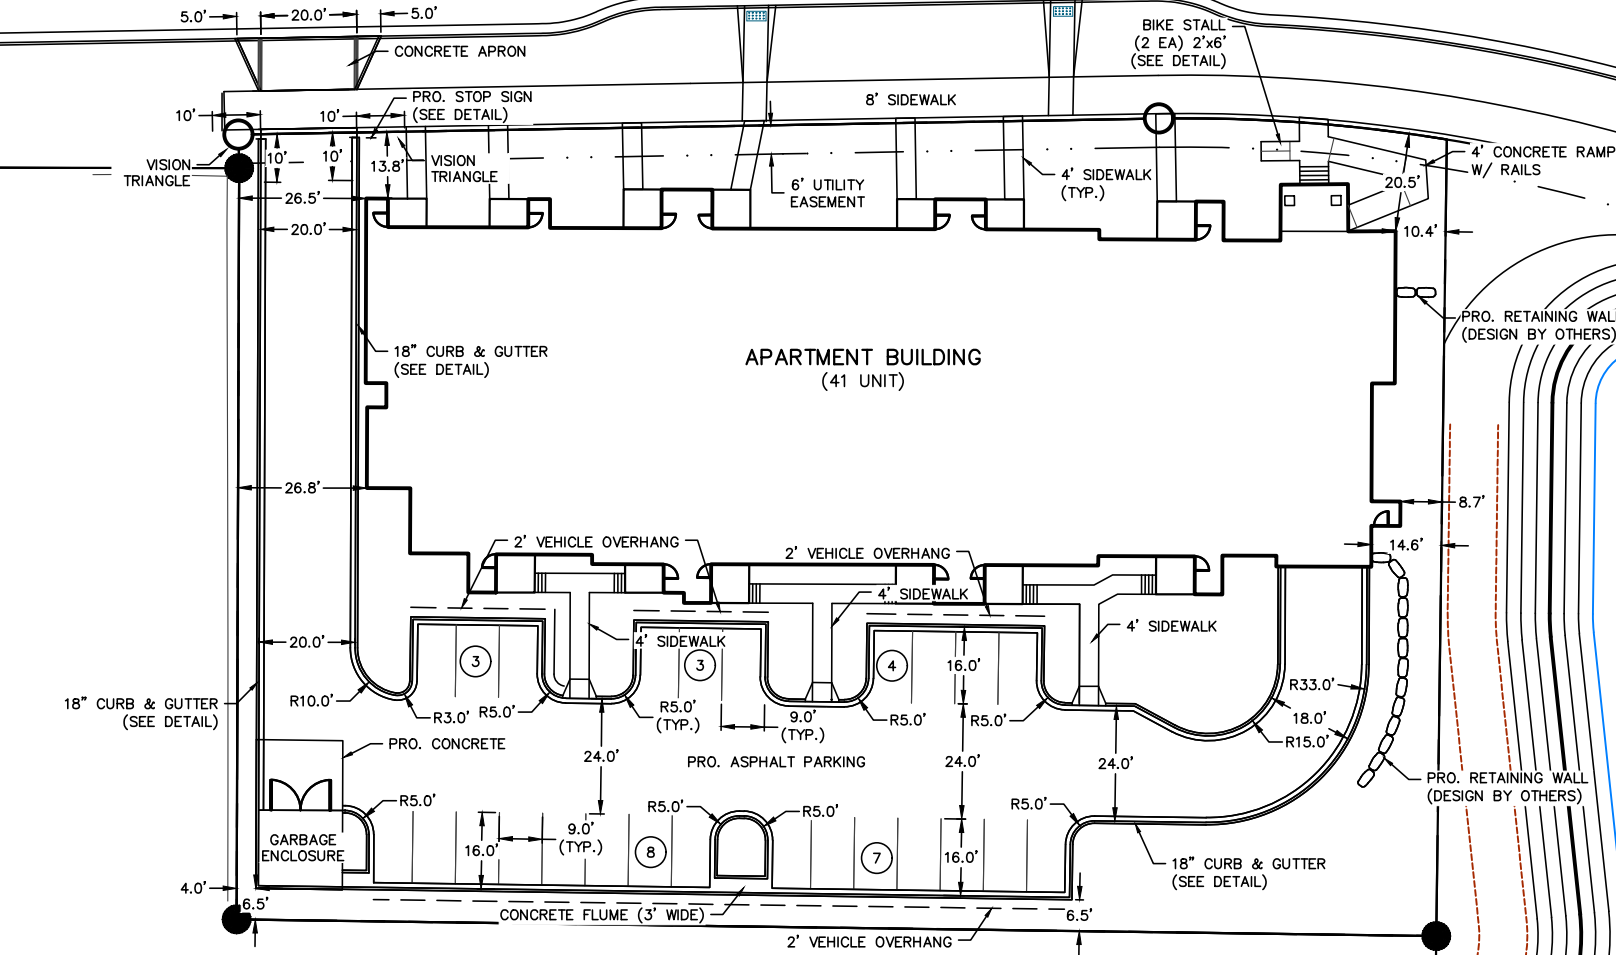 5.0'
20.0'
5.0'
CONCRETE APRON
BIKE STALL
(2 EA) 2'x6'
(SEE DETAIL)
PRO. STOP SIGN
(SEE DETAIL)
8' SIDEWALK
10'
10'
10'
10'
13.8'
VISION
TRIANGLE
VISION
TRIANGLE
6' UTILITY
EASEMENT
4' SIDEWALK
(TYP.)
4' CONCRETE RAMP
W/ RAILS
20.5'
26.5'
20.0'
10.4'
PRO. RETAINING WALL
(DESIGN BY OTHERS)
18" CURB & GUTTER
(SEE DETAIL)
APARTMENT BUILDING
(41 UNIT)
26.8'
8.7'
2' VEHICLE OVERHANG
2' VEHICLE OVERHANG
14.6'
4' SIDEWALK
4' SIDEWALK
4' SIDEWALK
20.0'
3
3
4
16.0'
R10.0'
R3.0'
R5.0'
R5.0'
(TYP.)
9.0'
(TYP.)
R5.0'
R5.0'
R33.0'
18.0'
R15.0'
18" CURB & GUTTER
(SEE DETAIL)
PRO. CONCRETE
24.0'
PRO. ASPHALT PARKING
24.0'
24.0'
PRO. RETAINING WALL
(DESIGN BY OTHERS)
R5.0'
R5.0'
R5.0'
R5.0'
GARBAGE
ENCLOSURE
16.0'
9.0'
(TYP.)
8
7
16.0'
18" CURB & GUTTER
(SEE DETAIL)
4.0'
6.5'
CONCRETE FLUME (3' WIDE)
6.5'
2' VEHICLE OVERHANG